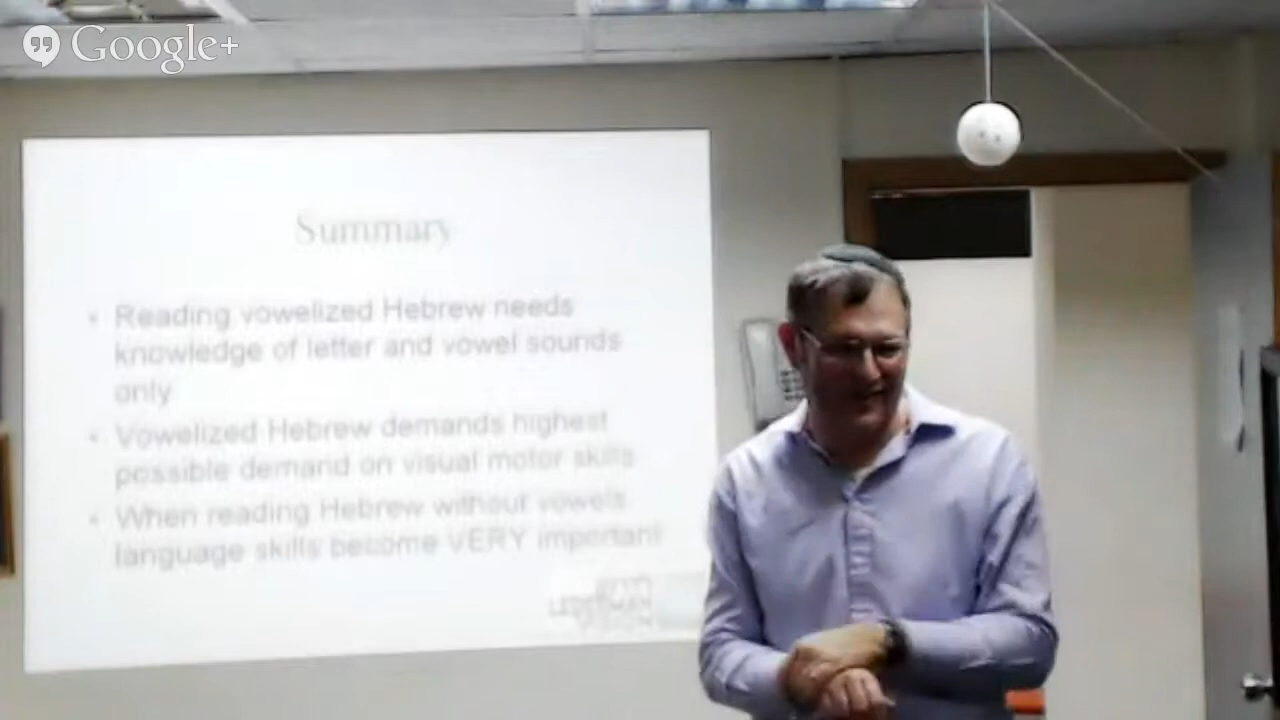 Google+
Summary
• Reading vowelized Hebrew needs
knowledge of letter and vowel sounds
only
• Vowelized Hebrew demands highest
possible demand on visual motor skills
• When reading Hebrew without vowels
language skills become VERY important